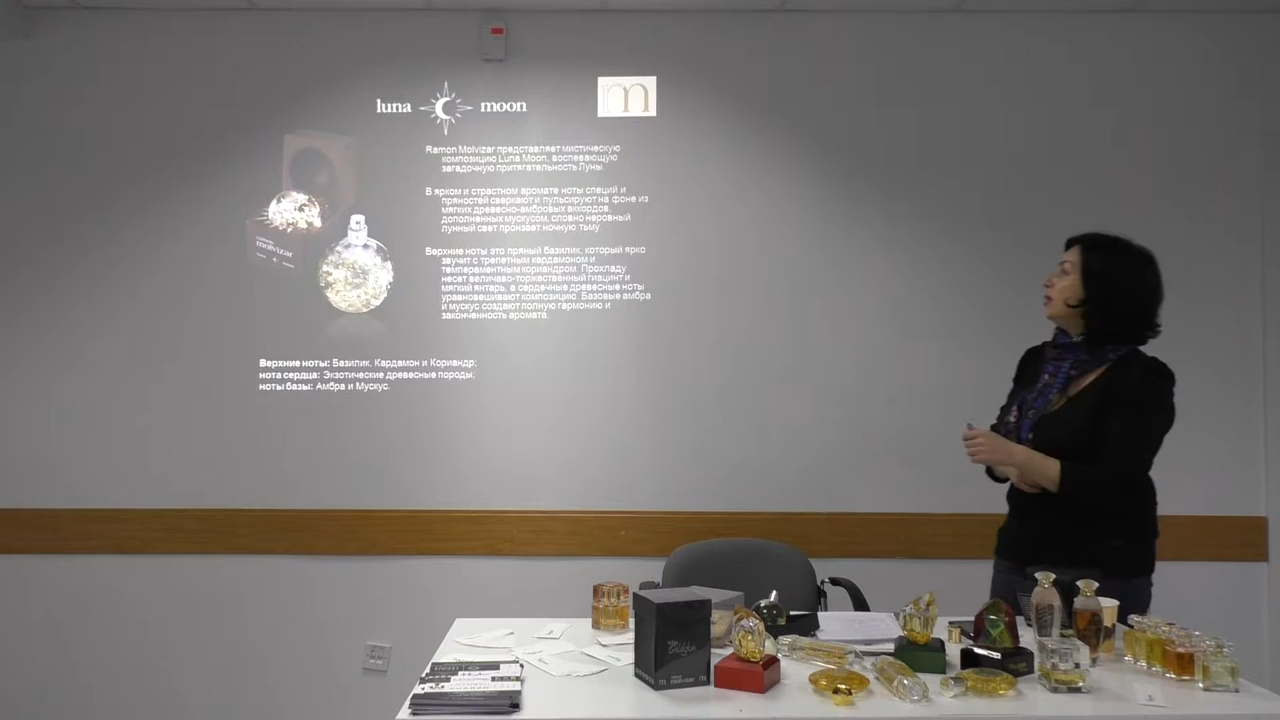 luna moon
m
Ramon Molvizar представляет мистическую
композицию Luna Moon, воспевающую
загадочную притягательность Луны.
В ярком и страстном аромате ноты специй и
пряностей сверкают и пульсируют на фоне из
мягких древесно-амбровых аккордов,
дополненных мускусом, словно неровный
лунный свет пронзает ночную тьму.
Верхние ноты это пряный базилик, который ярко
звучит с трепетным кардамоном и
темпераментным кориандром. Прохладу
несет величаво-торжественный гиацинт и
мягкий янтарь, а сердечные древесные ноты
уравновешивают композицию. Базовые амбра
и мускус создают полную гармонию и
законченность аромата.
molvizar
Верхние ноты: Базилик, Кардамон и Кориандр;
нота сердца: Экзотические древесные породы;
ноты базы: Амбра и Мускус.
molvizar